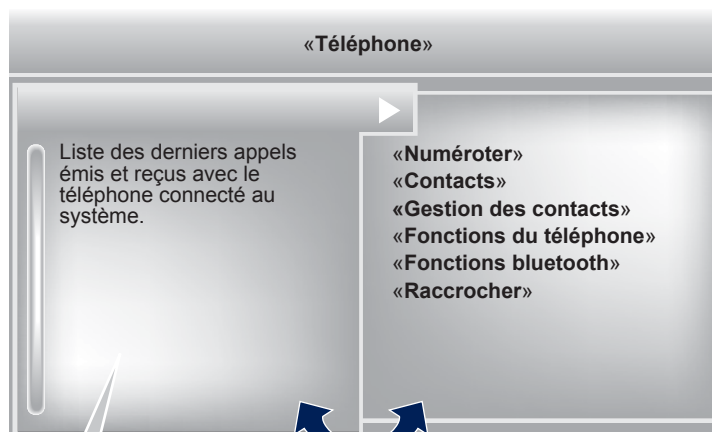 «Téléphone»
Liste des derniers appels
émis et reçus avec le
téléphone connecté au
système.
«Numéroter»
«Contacts»
«Gestion des contacts»
«Fonctions du téléphone»
«Fonctions bluetooth»
«Raccrocher»